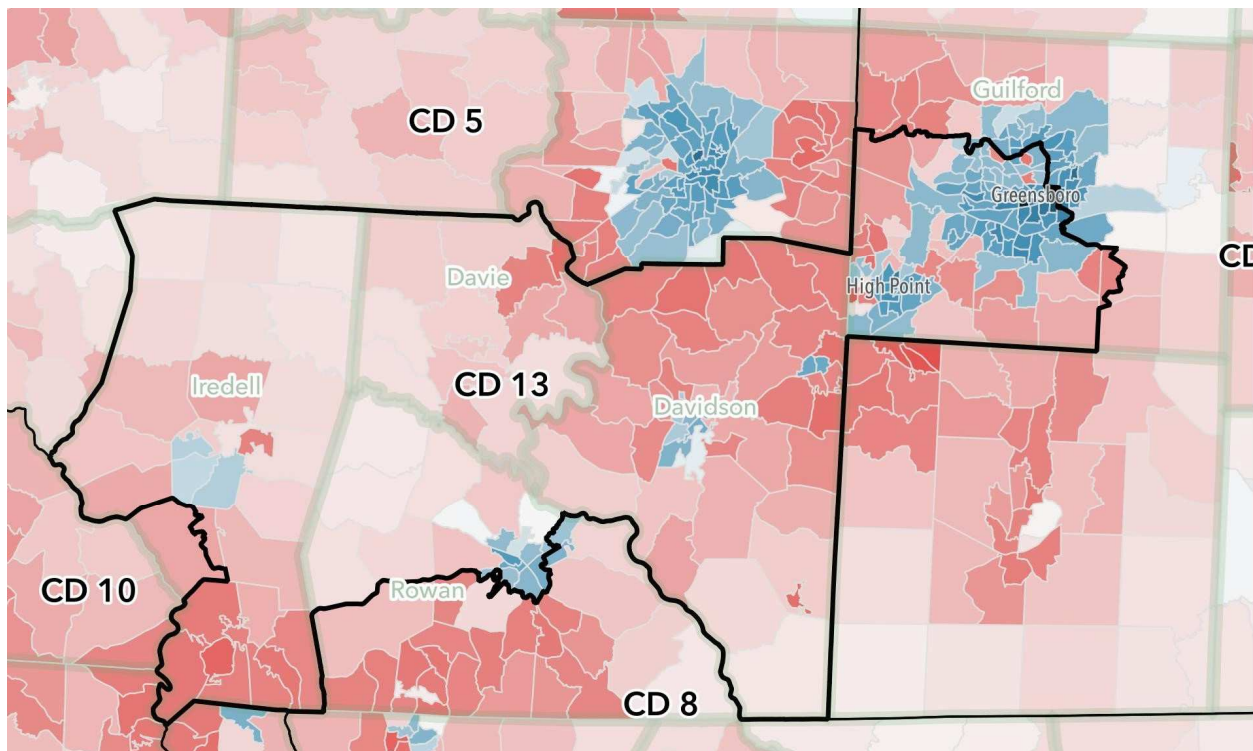 Guilford
CD 5
Greensboro
CD
Davie
High Point
CD 13
Iredell
Davidson
CD 10
Rowan
CD 8